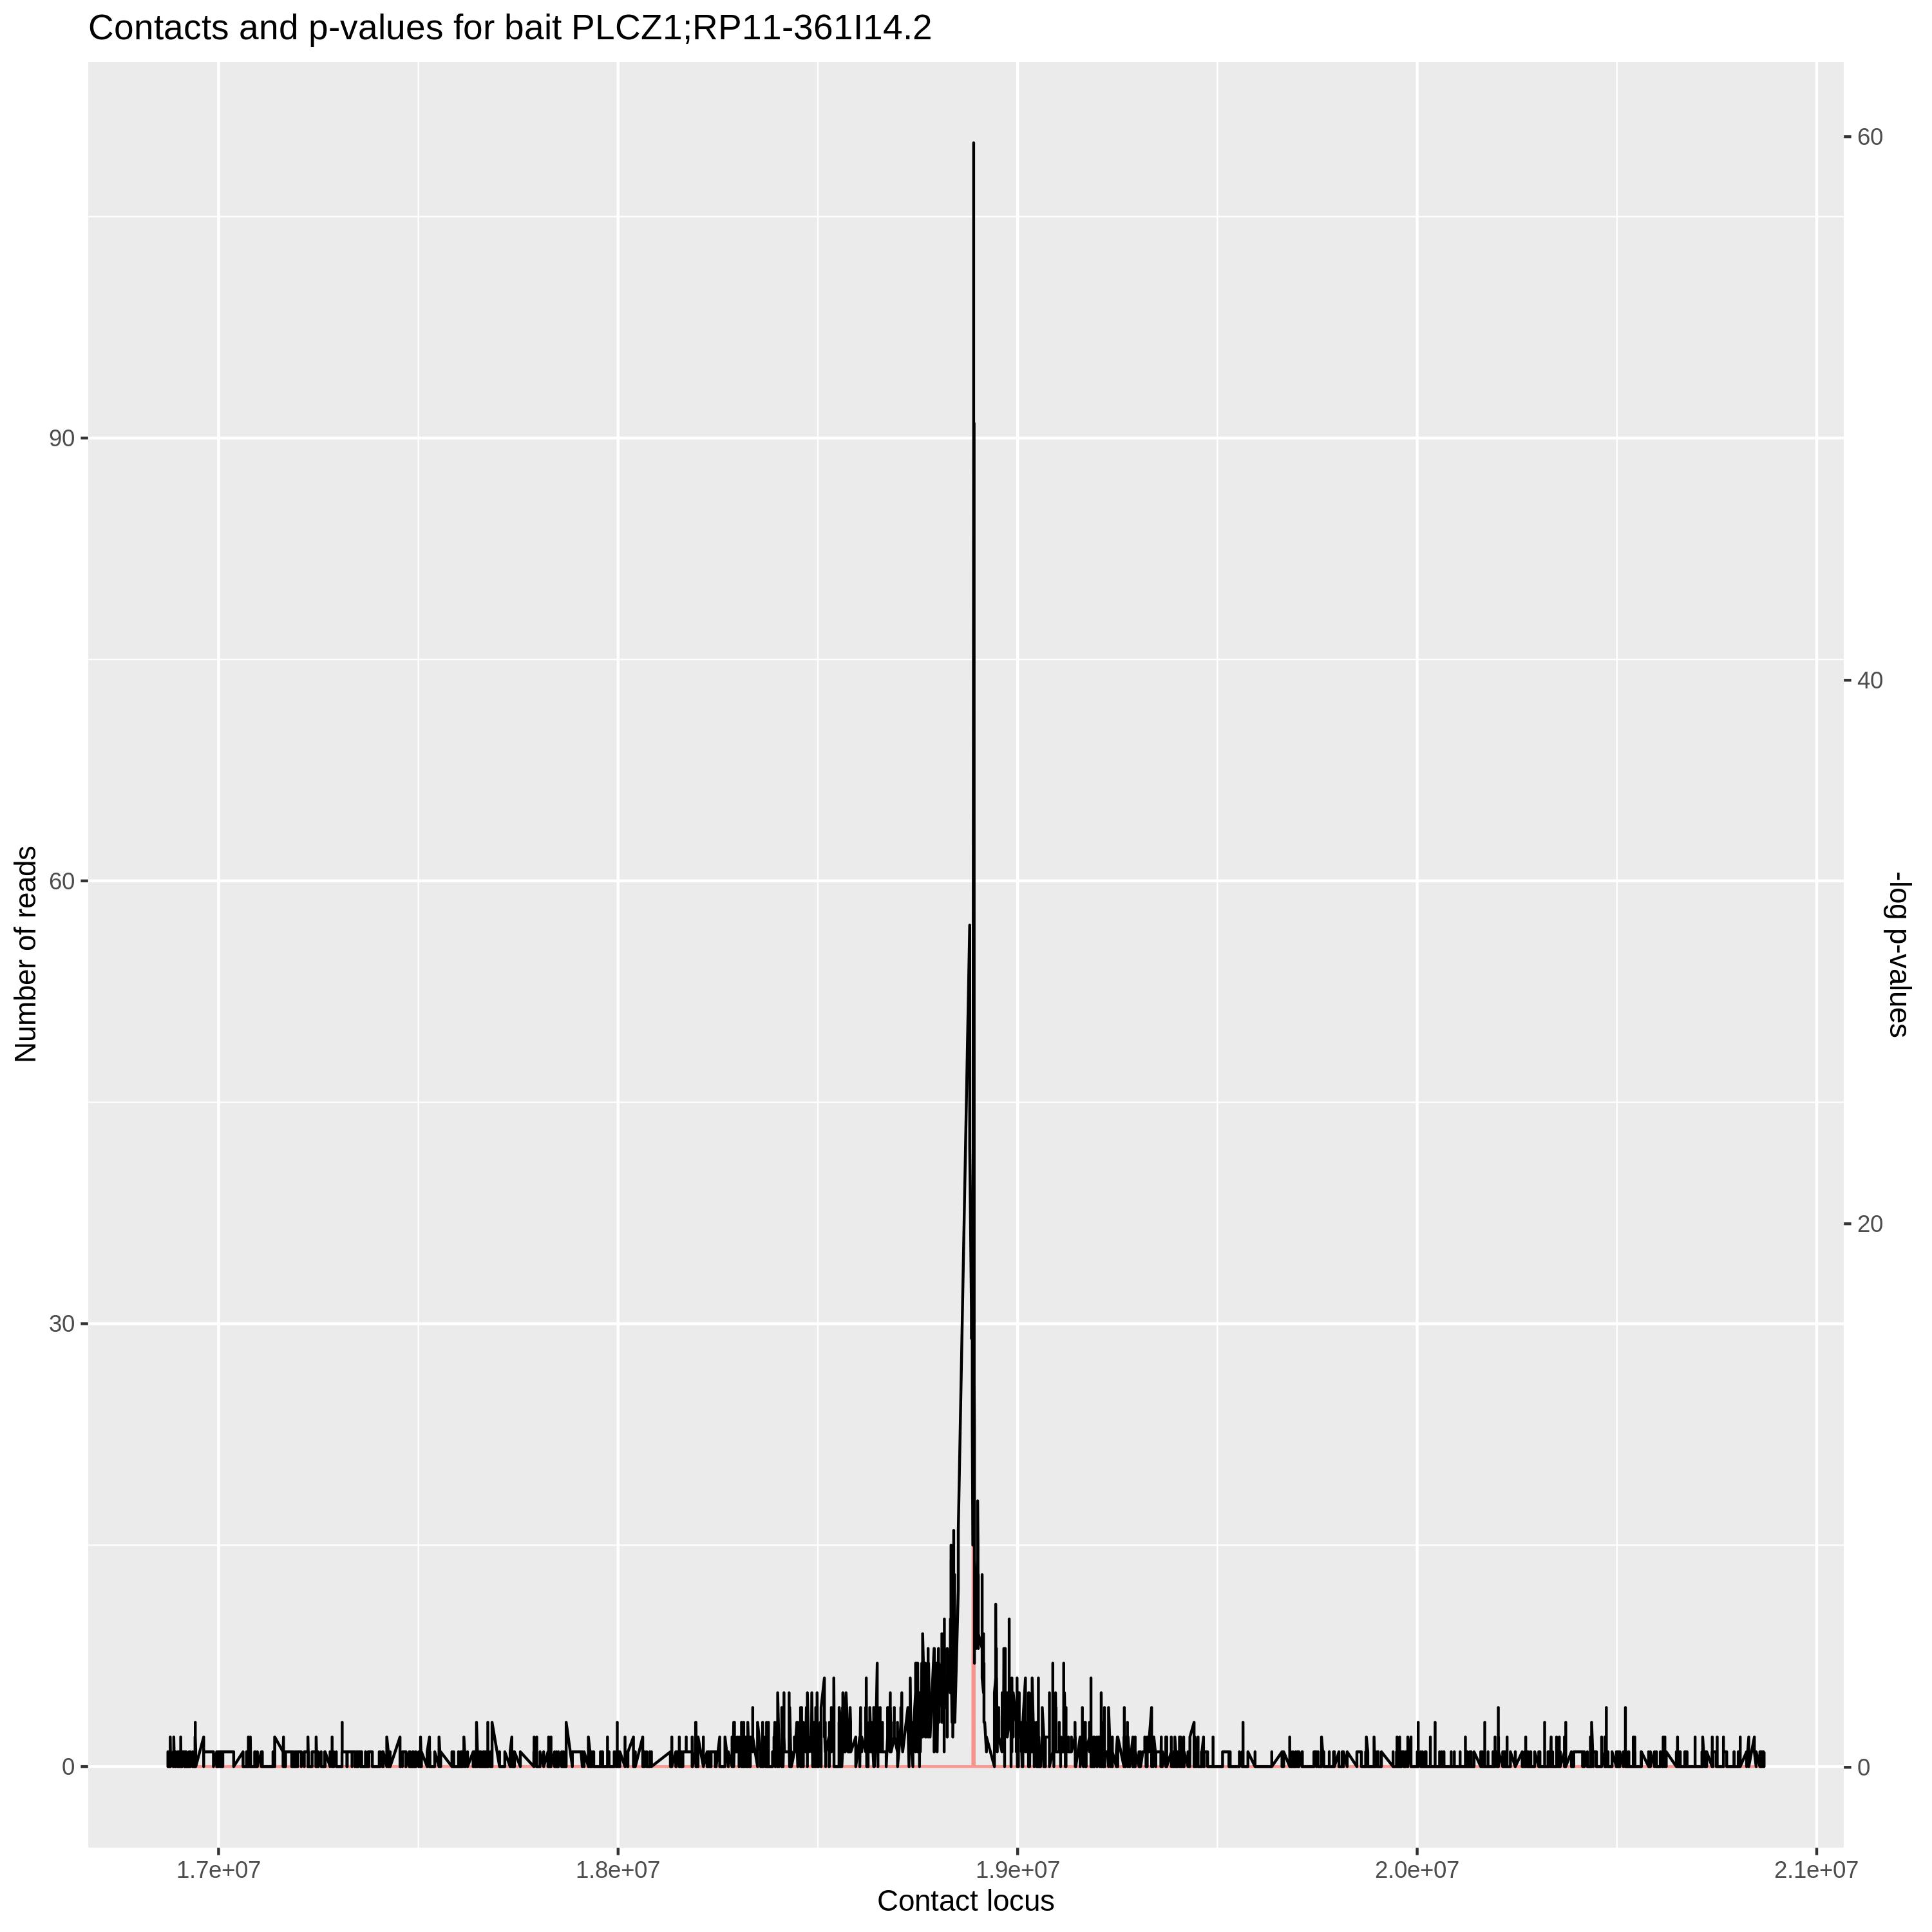 Contacts and p-values for bait PLCZ1;RP11-361I14.2
60
90
40
60
Number of reads
-log p-values
20
30
0
0
1.7e+07 1.8e+07 1.9e+07 2.0e+07 2.1e+07
Contact locus